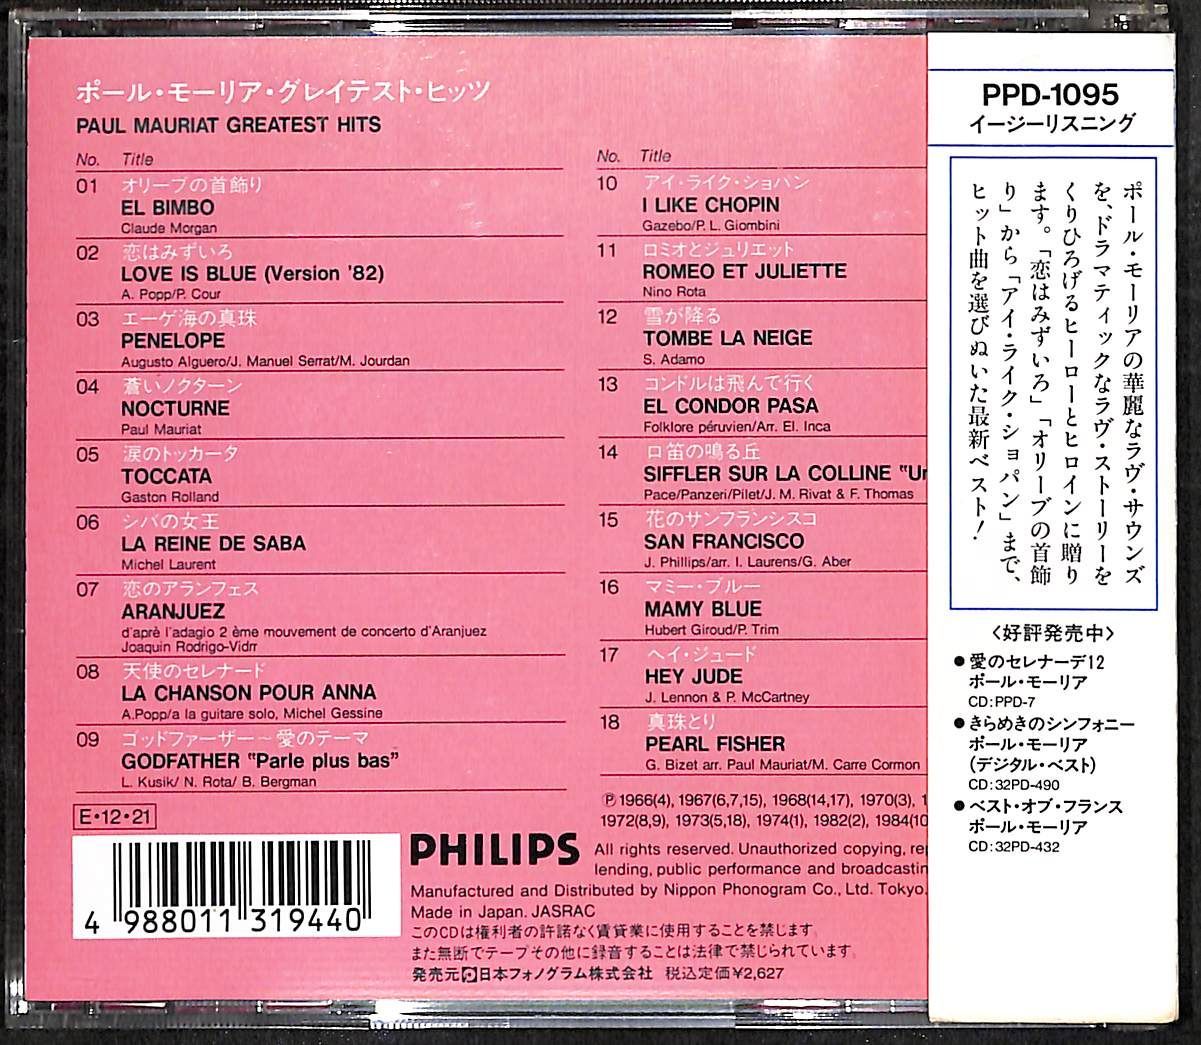 ポール・モーリア・グレイテスト・ヒッツ
PAUL MAURIAT GREATEST HITS
No. Title
01 オリーブの首飾り
EL BIMBO
Claude Morgan
02 恋はみずいろ
LOVE IS BLUE (Version '82)
A. Popp/P. Cour
03 エーゲ海の真珠
PENELOPE
Augusto Alguero/J. Manuel Serrat/M. Jourdan
04 蒼いノクターン
NOCTURNE
Paul Mauriat
05 涙のトッカータ
TOCCATA
Gaston Rolland
06 シバの女王
LA REINE DE SABA
Michel Laurent
07 恋のアランフェス
ARANJUEZ
d'aprè l'adagio 2 ème mouvement de concerto d'Aranjuez
Joaquin Rodrigo-Vidrr
08 天使のセレナード
LA CHANSON POUR ANNA
A.Popp/a la guitare solo, Michel Gessine
09 ゴッドファーザー～愛のテーマ
GODFATHER "Parle plus bas"
L. Kusik/ N. Rota/ B. Bergman
E・12・21
4 988011 319440
No. Title
10 アイ・ライク・ショパン
I LIKE CHOPIN
Gazebo/P. L. Giombini
11 ロミオとジュリエット
ROMEO ET JULIETTE
Nino Rota
12 雪が降る
TOMBE LA NEIGE
S. Adamo
13 コンドルは飛んで行く
EL CONDOR PASA
Folklore péruvien/Arr. El. Inca
14 口笛の鳴る丘
SIFFLER SUR LA COLLINE "Un
Pace/Panzeri/Pilet/J. M. Rivat & F. Thomas
15 花のサンフランシスコ
SAN FRANCISCO
J. Phillips/arr. I. Laurens/G. Aber
16 マミー・ブルー
MAMY BLUE
Hubert Giroud/P. Trim
17 ヘイ・ジュード
HEY JUDE
J. Lennon & P. McCartney
18 真珠とり
PEARL FISHER
G. Bizet arr. Paul Mauriat/M. Carre Cormon
Ⓟ1966(4), 1967(6,7,15), 1968(14,17), 1970(3), 1
1972(8,9), 1973(5,18), 1974(1), 1982(2), 1984(10
PHILIPS
All rights reserved. Unauthorized copying, rep
lending, public performance and broadcasting
Manufactured and Distributed by Nippon Phonogram Co., Ltd. Tokyo.
Made in Japan. JASRAC
このCDは権利者の許諾なく賃貸業に使用することを禁じます。
また無断でテープその他に録音することは法律で禁じられています。
発売元 日本フォノグラム株式会社 税込定価¥2,627
PPD-1095
イージーリスニング
ポール・モーリアの華麗なラヴ・サウンズ
を、ドラマティックなラヴ・ストーリーを
くりひろげるヒーローとヒロインに贈り
ます。「恋はみずいろ」「オリーブの首飾
り」から「アイ・ライク・ショパン」まで、
ヒット曲を選びぬいた最新ベスト！
〈好評発売中〉
●愛のセレナーデ12
ポール・モーリア
CD:PPD-7
●きらめきのシンフォニー
ポール・モーリア
(デジタル・ベスト)
CD:32PD-490
●ベスト・オブ・フランス
ポール・モーリア
CD:32PD-432